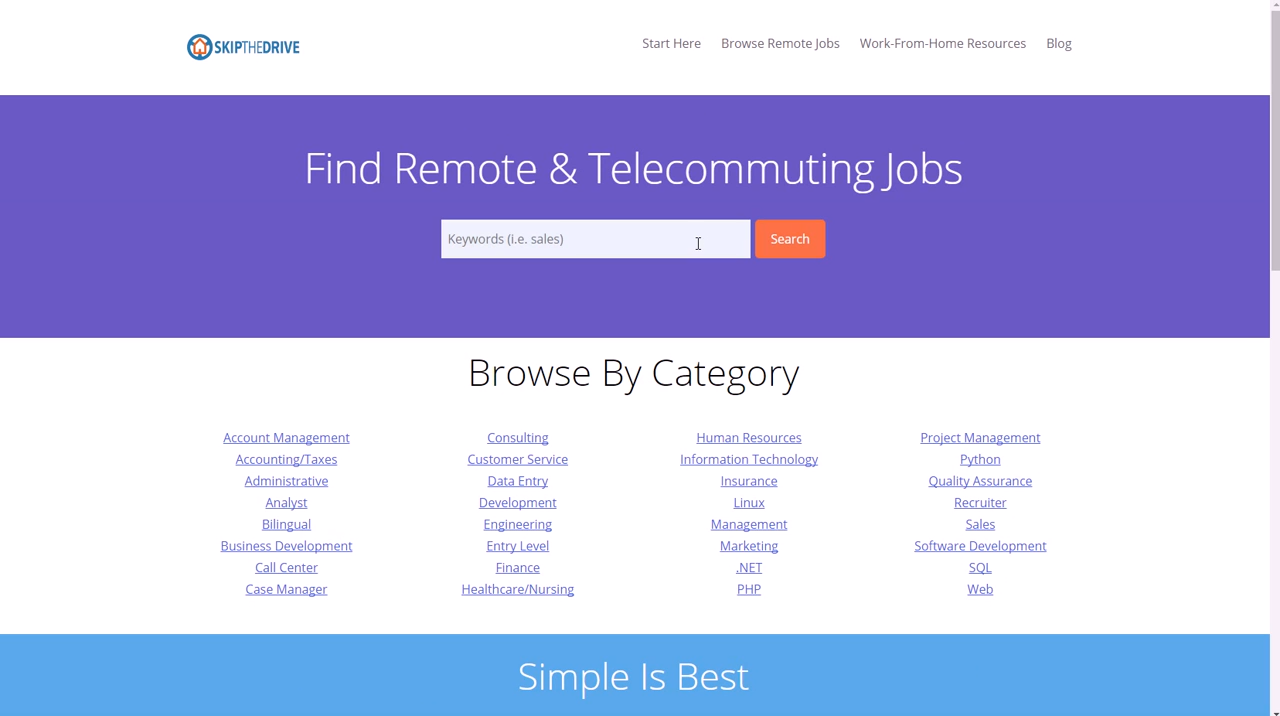 SKIPTHEDRIVE
Start Here
Browse Remote Jobs
Work-From-Home Resources
Blog
Find Remote & Telecommuting Jobs
Keywords (i.e. sales)
Search
Browse By Category
Account Management
Accounting/Taxes
Administrative
Analyst
Bilingual
Business Development
Call Center
Case Manager
Consulting
Customer Service
Data Entry
Development
Engineering
Entry Level
Finance
Healthcare/Nursing
Human Resources
Information Technology
Insurance
Linux
Management
Marketing
.NET
PHP
Project Management
Python
Quality Assurance
Recruiter
Sales
Software Development
SQL
Web
Simple Is Best